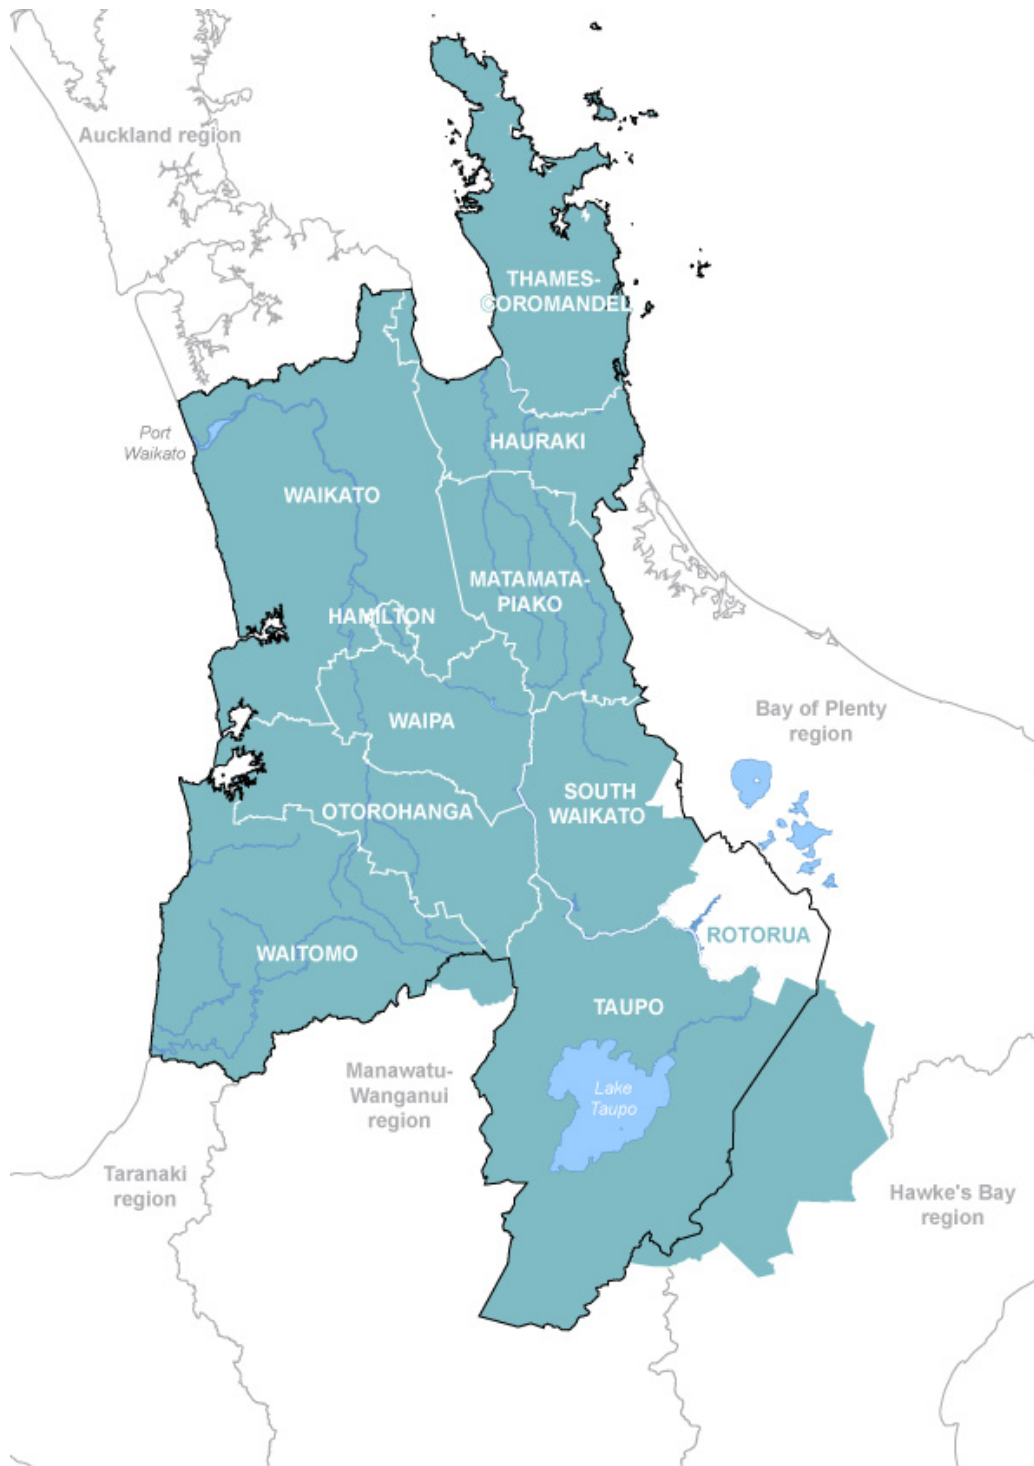 Auckland region
THAMES-
COROMANDEL
Port
Waikato
HAURAKI
WAIKATO
MATAMATA-
PIAKO
HAMILTON
WAIPA
Bay of Plenty
region
SOUTH
WAIKATO
OTOROHANGA
ROTORUA
WAITOMO
TAUPO
Manawatu-
Wanganui
region
Lake
Taupo
Taranaki
region
Hawke's Bay
region